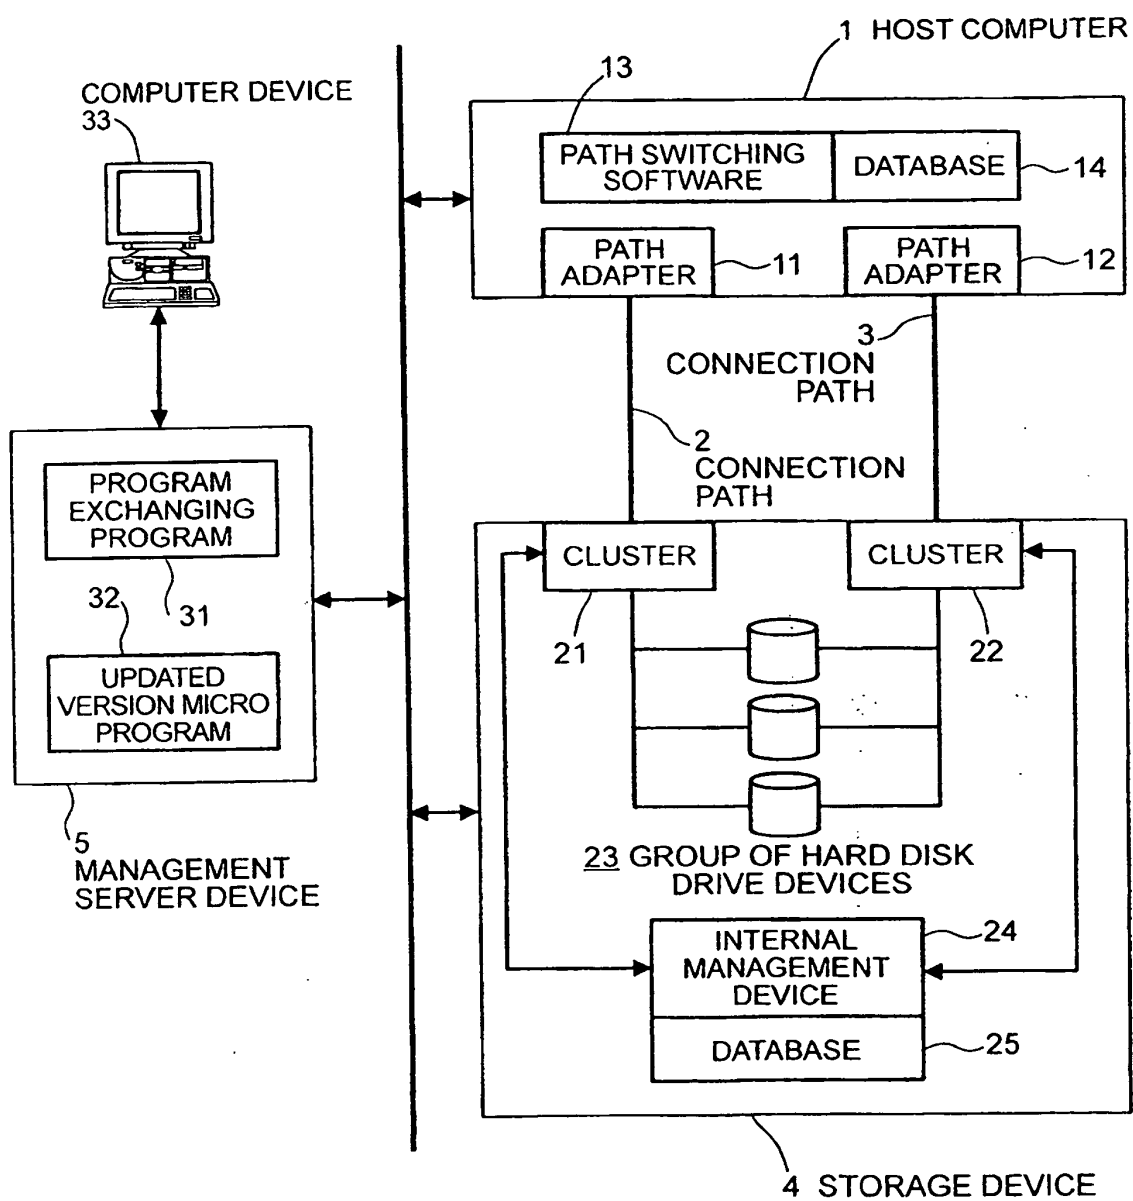 1 HOST COMPUTER
13
COMPUTER DEVICE
33
PATH SWITCHING
SOFTWARE
DATABASE
14
PATH
ADAPTER
11
PATH
ADAPTER
12
3
CONNECTION
PATH
2
CONNECTION
PATH
PROGRAM
EXCHANGING
PROGRAM
31
32
UPDATED
VERSION MICRO
PROGRAM
5
MANAGEMENT
SERVER DEVICE
CLUSTER
CLUSTER
21
22
23 GROUP OF HARD DISK
DRIVE DEVICES
INTERNAL
MANAGEMENT
DEVICE
24
DATABASE
25
4 STORAGE DEVICE